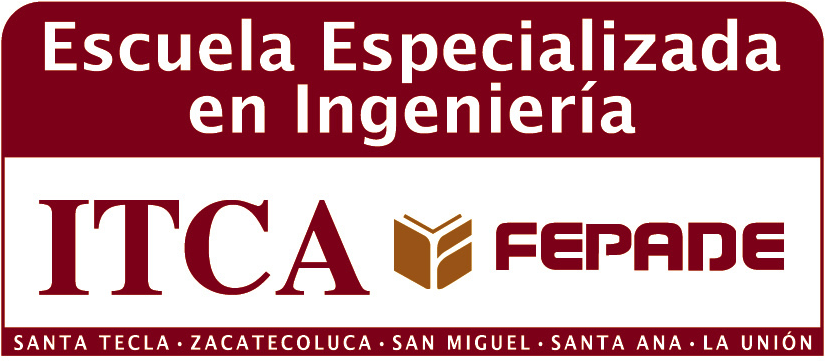 Escuela Especializada
en Ingeniería
ITCA FEPADE
SANTA TECLA · ZACATECOLUCA · SAN MIGUEL · SANTA ANA · LA UNIÓN